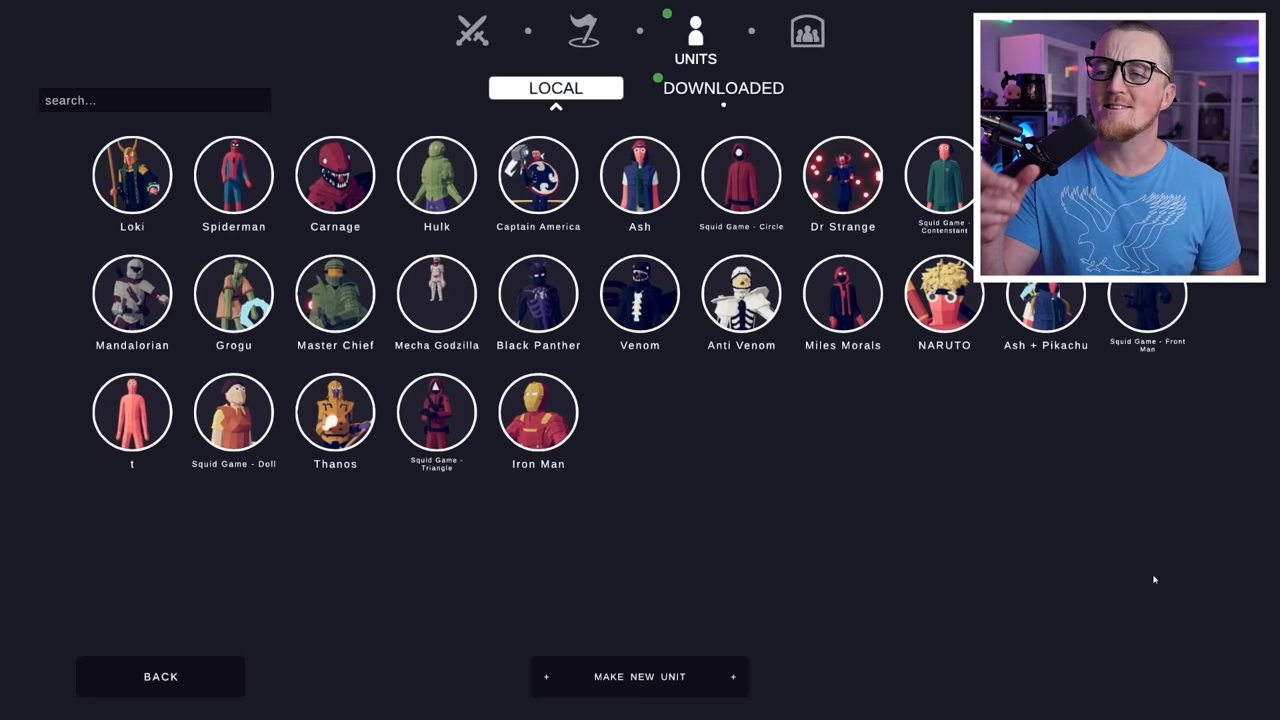 UNITS
LOCAL
DOWNLOADED
search...
Loki
Spiderman
Carnage
Hulk
Captain America
Ash
Squid Game - Circle
Dr Strange
Squid Game -
Contenstant
Mandalorian
Grogu
Master Chief
Mecha Godzilla
Black Panther
Venom
Anti Venom
Miles Morals
NARUTO
Ash + Pikachu
Squid Game - Front
Man
t
Squid Game - Doll
Thanos
Squid Game -
Triangle
Iron Man
BACK
+ MAKE NEW UNIT +